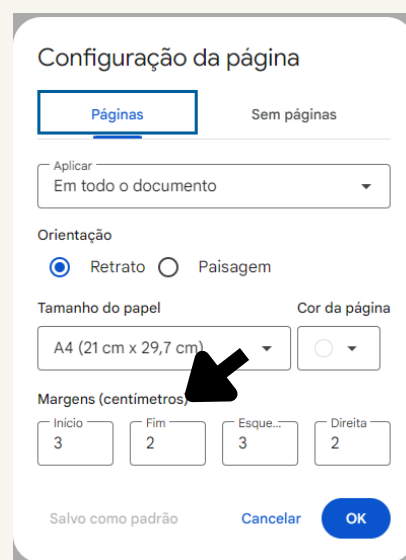 Configuração da página
Páginas Sem páginas
Aplicar
Em todo o documento
Orientação
Retrato Paisagem
Tamanho do papel Cor da página
A4 (21 cm x 29,7 cm)
Margens (centímetros)
Início Fim Esque... Direita
3 2 3 2
Salvo como padrão Cancelar OK